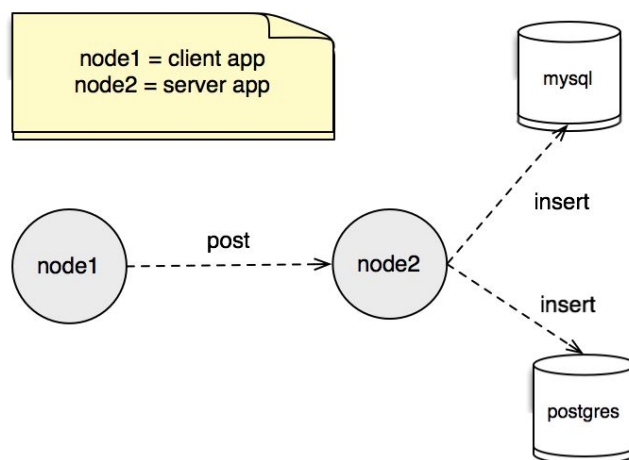 node1 = client app
node2 = server app
mysql
insert
post
node1
node2
insert
postgres